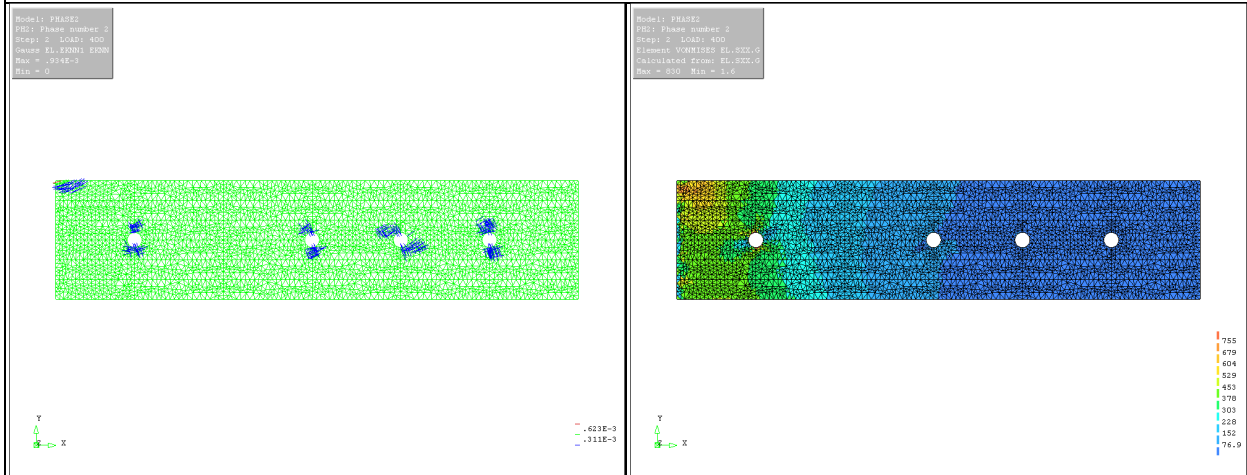 Model: PHASE2
PH2: Phase number 2
Step: 2 LOAD: 400
Gauss EL.EKNN1 EKNN
Max = .934E-3
Min = 0
Y
X
.623E-3
.311E-3
Model: PHASE2
PH2: Phase number 2
Step: 2 LOAD: 400
Element VONMISES EL.SXX.G
Calculated from: EL.SXX.G
Max = 830 Min = 1.6
Y
X
755
679
604
529
453
378
303
228
152
76.9